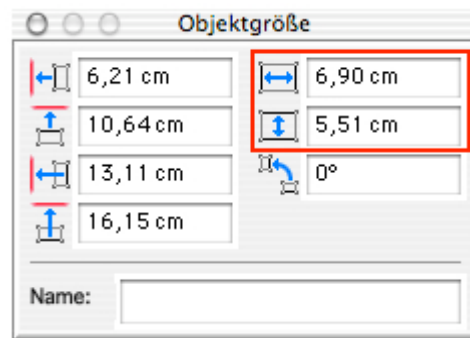 Objektgröße
6,21 cm 6,90 cm
10,64 cm 5,51 cm
13,11 cm 0°
16,15 cm
Name: